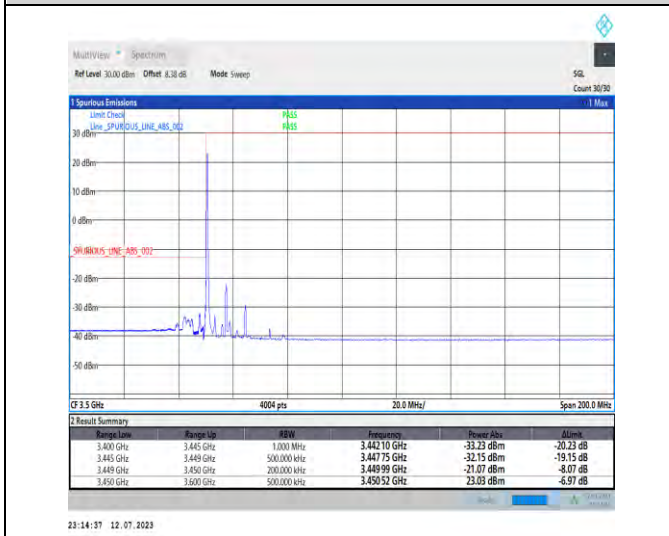 MultiView Spectrum
Ref Level 30.00 dBm Offset 8.38 dB Mode Sweep SGL
Count 30/30
1 Spurious Emissions 1 Max
Limit Check PASS
Line _SPURIOUS_LINE_ABS_002 PASS
30 dBm
20 dBm
10 dBm
0 dBm
_SPURIOUS_LINE_ABS_002
-20 dBm
-30 dBm
-40 dBm
-50 dBm
CF 3.5 GHz 4004 pts 20.0 MHz/ Span 200.0 MHz
2 Result Summary
Range Low Range Up RBW Frequency Power Abs ΔLimit
3.400 GHz 3.445 GHz 1.000 MHz 3.44210 GHz -33.23 dBm -20.23 dB
3.445 GHz 3.449 GHz 500.000 kHz 3.44775 GHz -32.15 dBm -19.15 dB
3.449 GHz 3.450 GHz 200.000 kHz 3.44999 GHz -21.07 dBm -8.07 dB
3.450 GHz 3.600 GHz 500.000 kHz 3.45052 GHz 23.03 dBm -6.97 dB
23:14:37 12.07.2023